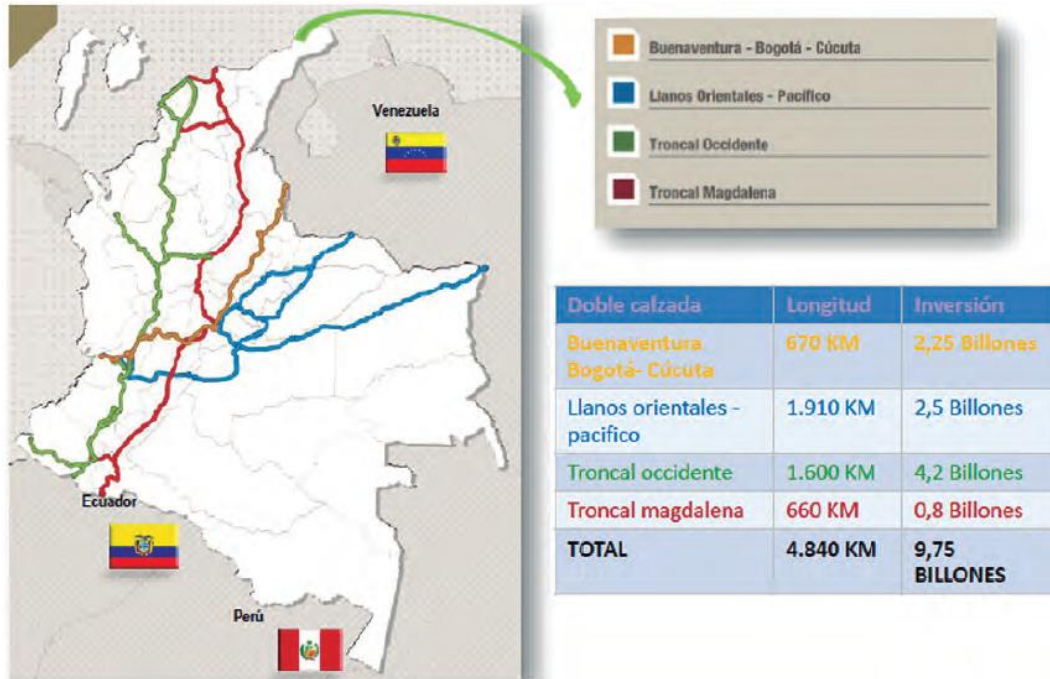 Venezuela
Ecuador
Perú
Buenaventura - Bogotá - Cúcuta
Llanos Orientales - Pacífico
Troncal Occidente
Troncal Magdalena
Doble calzada Longitud Inversión
Buenaventura 670 KM 2,25 Billones
Bogotá- Cúcuta
Llanos orientales - 1.910 KM 2,5 Billones
pacifico
Troncal occidente 1.600 KM 4,2 Billones
Troncal magdalena 660 KM 0,8 Billones
TOTAL 4.840 KM 9,75
BILLONES